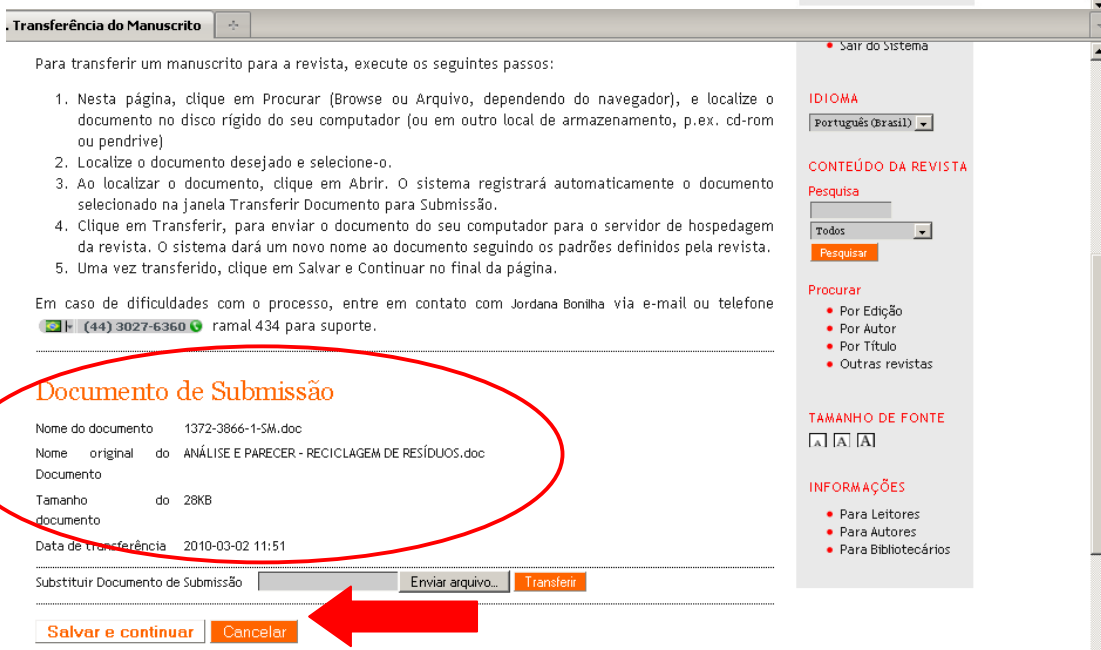 . Transferência do Manuscrito
Para transferir um manuscrito para a revista, execute os seguintes passos:
1. Nesta página, clique em Procurar (Browse ou Arquivo, dependendo do navegador), e localize o
documento no disco rígido do seu computador (ou em outro local de armazenamento, p.ex. cd-rom
ou pendrive)
2. Localize o documento desejado e selecione-o.
3. Ao localizar o documento, clique em Abrir. O sistema registrará automaticamente o documento
selecionado na janela Transferir Documento para Submissão.
4. Clique em Transferir, para enviar o documento do seu computador para o servidor de hospedagem
da revista. O sistema dará um novo nome ao documento seguindo os padrões definidos pela revista.
5. Uma vez transferido, clique em Salvar e Continuar no final da página.
Em caso de dificuldades com o processo, entre em contato com Jordana Bonilha via e-mail ou telefone
(44) 3027-6360 ramal 434 para suporte.
Documento de Submissão
Nome do documento 1372-3866-1-SM.doc
Nome original do ANÁLISE E PARECER - RECICLAGEM DE RESÍDUOS.doc
Documento
Tamanho do 28KB
documento
Data de transferência 2010-03-02 11:51
Substituir Documento de Submissão Enviar arquivo... Transferir
Salvar e continuar Cancelar
Sair do Sistema
IDIOMA
Português (Brasil)
CONTEÚDO DA REVISTA
Pesquisa
Todos
Pesquisar
Procurar
Por Edição
Por Autor
Por Título
Outras revistas
TAMANHO DE FONTE
A A A
INFORMAÇÕES
Para Leitores
Para Autores
Para Bibliotecários